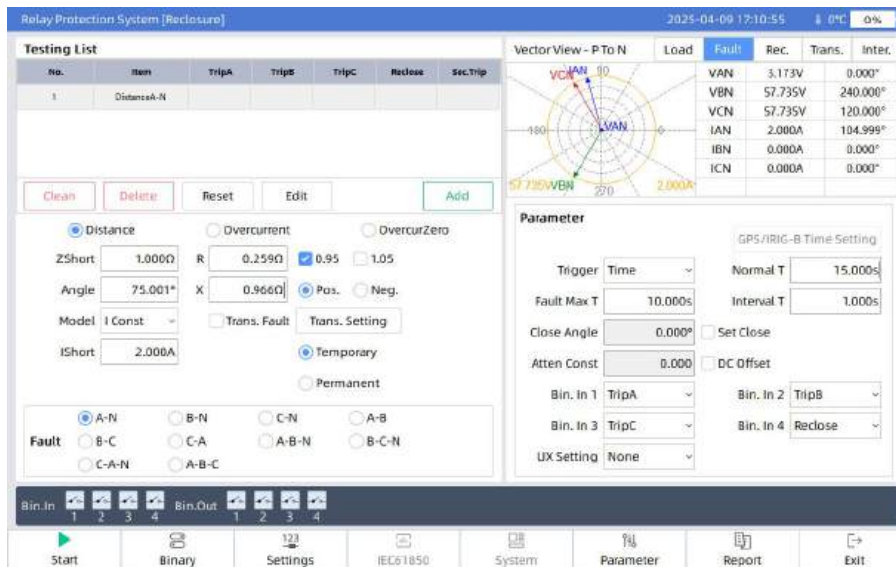 Relay Protection System [Reclosure] 2025-04-09 17:10:55 0°C 0%
Testing List
No. Item TripA TripB TripC Reclose Sec.Trip
1 DistanceA-N
Clean Delete Reset Edit Add
Distance Overcurrent OvercurZero
ZShort 1.000Ω R 0.259Ω 0.95 1.05
Angle 75.001° X 0.966Ω Pos. Neg.
Model I Const Trans. Fault Trans. Setting
IShort 2.000A Temporary
Permanent
Fault
A-N B-N C-N A-B
B-C C-A A-B-N B-C-N
C-A-N A-B-C
Vector View - P To N Load Fault Rec. Trans. Inter.
VCN IAN 90
180 VAN 0
57.735V VBN 270 2.000A
VAN 3.173V 0.000°
VBN 57.735V 240.000°
VCN 57.735V 120.000°
IAN 2.000A 104.999°
IBN 0.000A 0.000°
ICN 0.000A 0.000°
Parameter
GPS/IRIG-B Time Setting
Trigger Time Normal T 15.000s
Fault Max T 10.000s Interval T 1.000s
Close Angle 0.000° Set Close
Atten Const 0.000 DC Offset
Bin. In 1 TripA Bin. In 2 TripB
Bin. In 3 TripC Bin. In 4 Reclose
UX Setting None
Bin.In 1 2 3 4 Bin.Out 1 2 3 4
123
Start Binary Settings IEC61850 System Parameter Report Exit